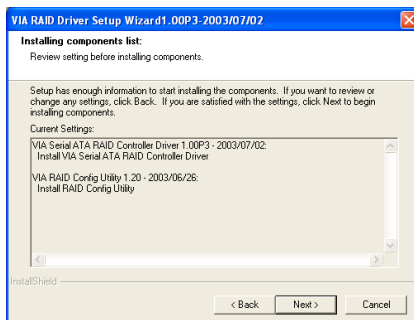 VIA RAID Driver Setup Wizard1.00P3-2003/07/02
Installing components list:
Review setting before installing components.
Setup has enough information to start installing the components. If you want to review or
change any settings, click Back. If you are satisfied with the settings, click Next to begin
installing components.
Current Settings:
VIA Serial ATA RAID Controller Driver 1.00P3 - 2003/07/02:
Install VIA Serial ATA RAID Controller Driver
VIA RAID Config Utility 1.20 - 2003/06/26:
Install RAID Config Utility
InstallShield
< Back
Next >
Cancel